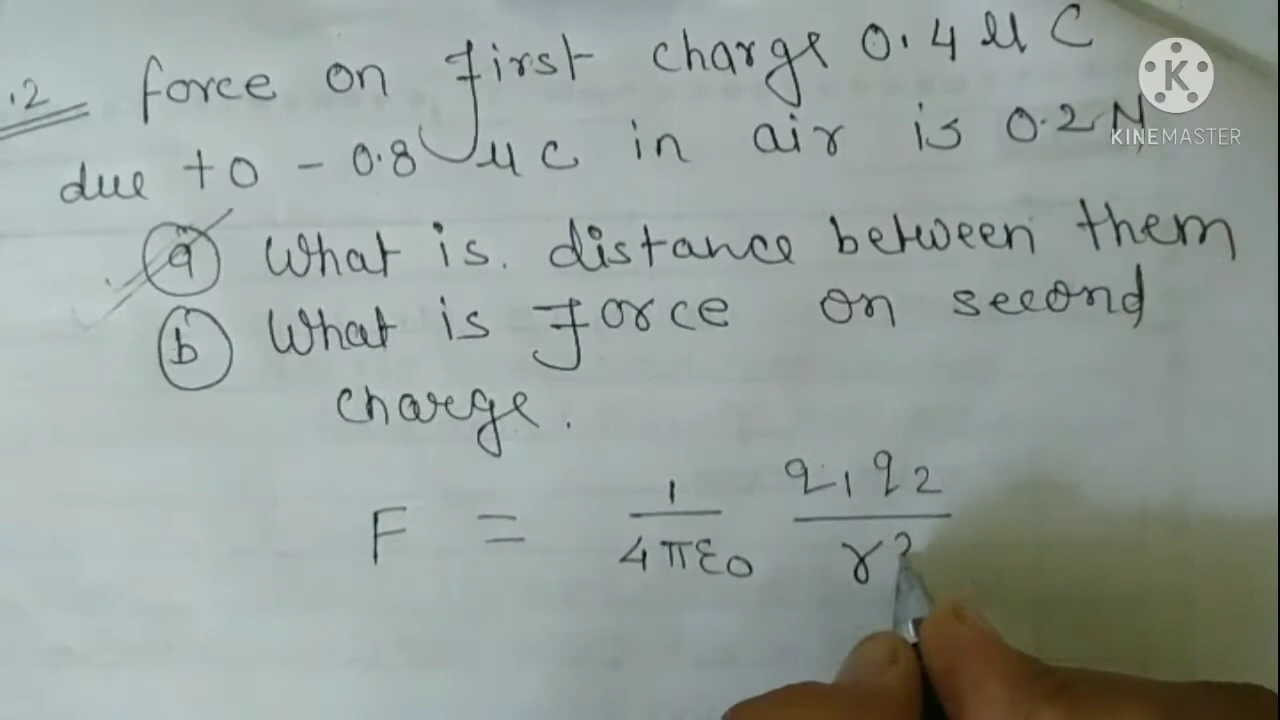 .2 force on first charge 0.4 μC
due to - 0.8 μC in air is 0.2 N
(a) What is. distance between them
(b) What is force on second
charge.
F = 1/4πε0 q1q2/r2
K
KINEMASTER